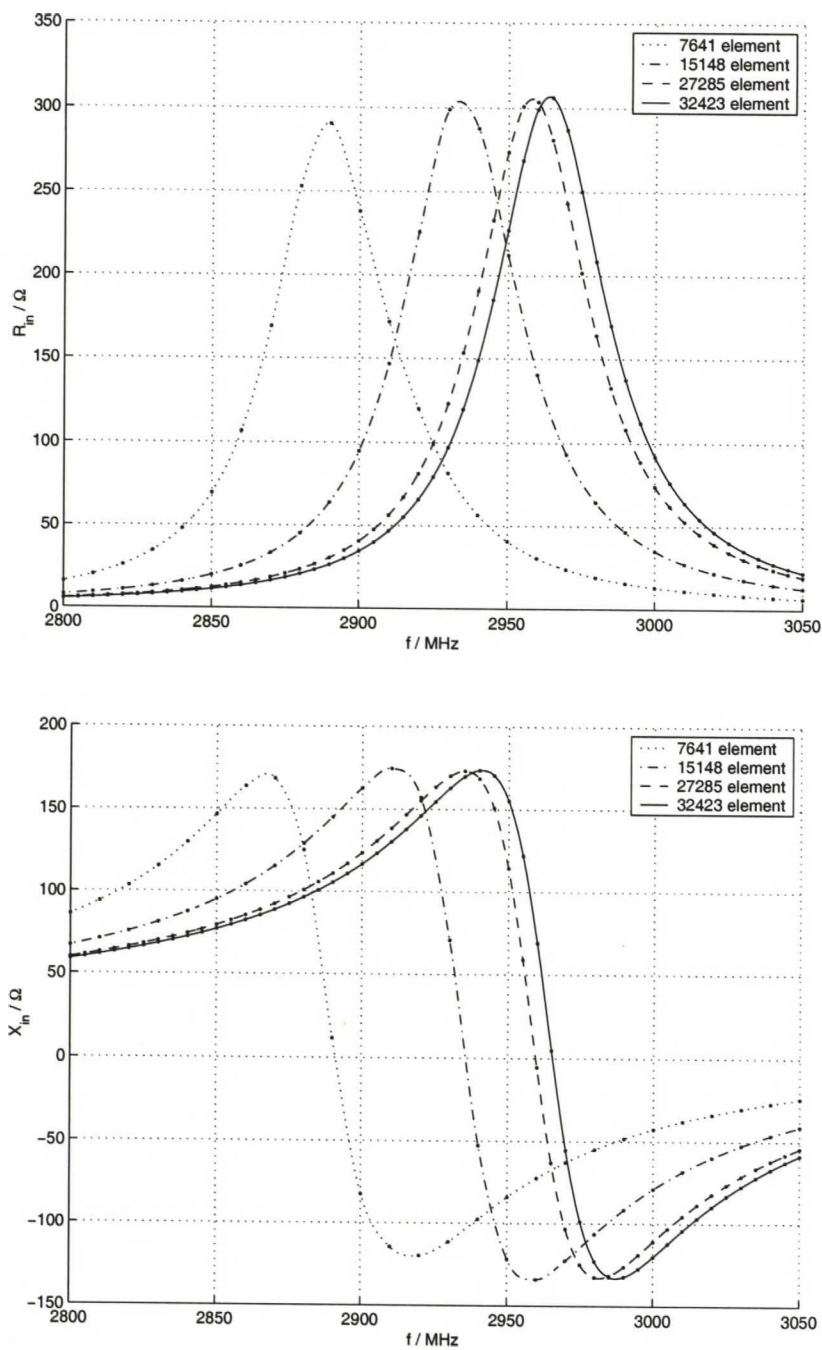 350
300
250
200
150
100
50
0
R_in / Ω
2800 2850 2900 2950 3000 3050
f / MHz
7641 element
15148 element
27285 element
32423 element
200
150
100
50
0
−50
−100
−150
X_in / Ω
2800 2850 2900 2950 3000 3050
f / MHz
7641 element
15148 element
27285 element
32423 element